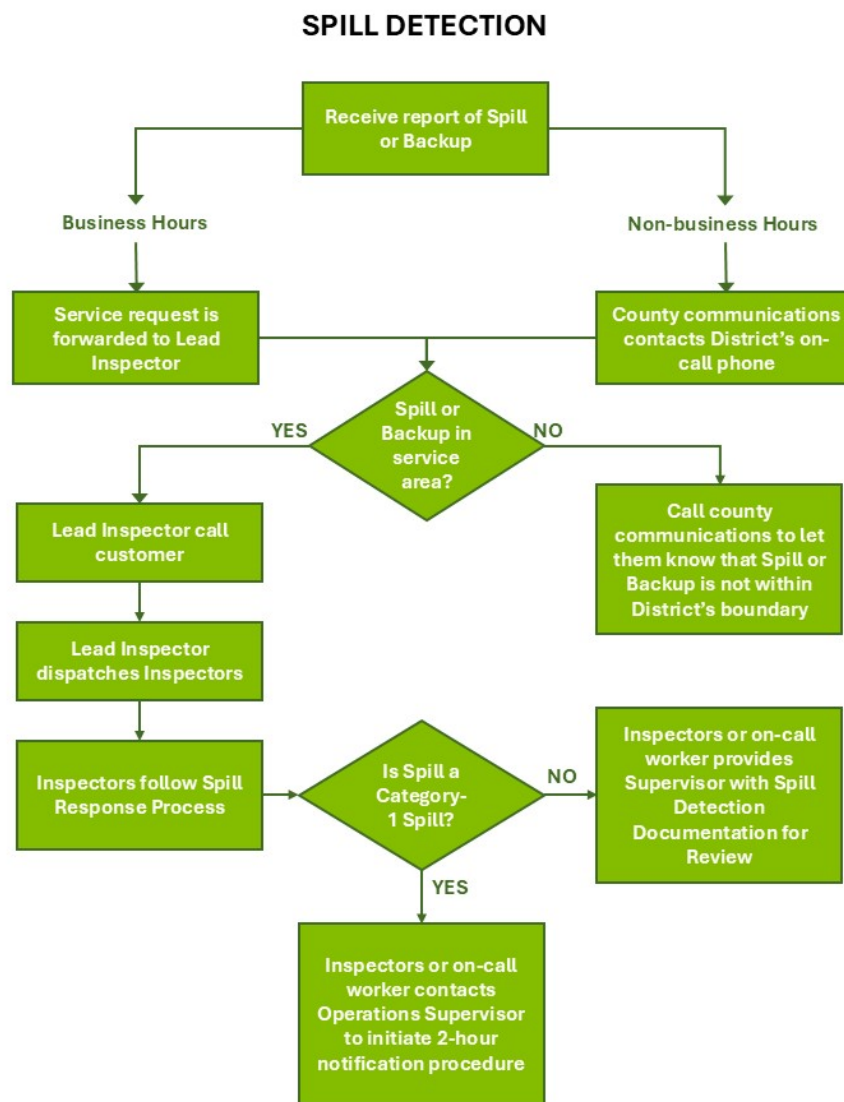 SPILL DETECTION
Receive report of Spill
or Backup
Business Hours
Non-business Hours
Service request is
forwarded to Lead
Inspector
County communications
contacts District's on-
call phone
Spill or
Backup in
service
area?
YES
NO
Lead Inspector call
customer
Call county
communications to let
them know that Spill or
Backup is not within
District's boundary
Lead Inspector
dispatches Inspectors
Inspectors follow Spill
Response Process
Is Spill a
Category-
1 Spill?
NO
Inspectors or on-call
worker provides
Supervisor with Spill
Detection
Documentation for
Review
YES
Inspectors or on-call
worker contacts
Operations Supervisor
to initiate 2-hour
notification procedure